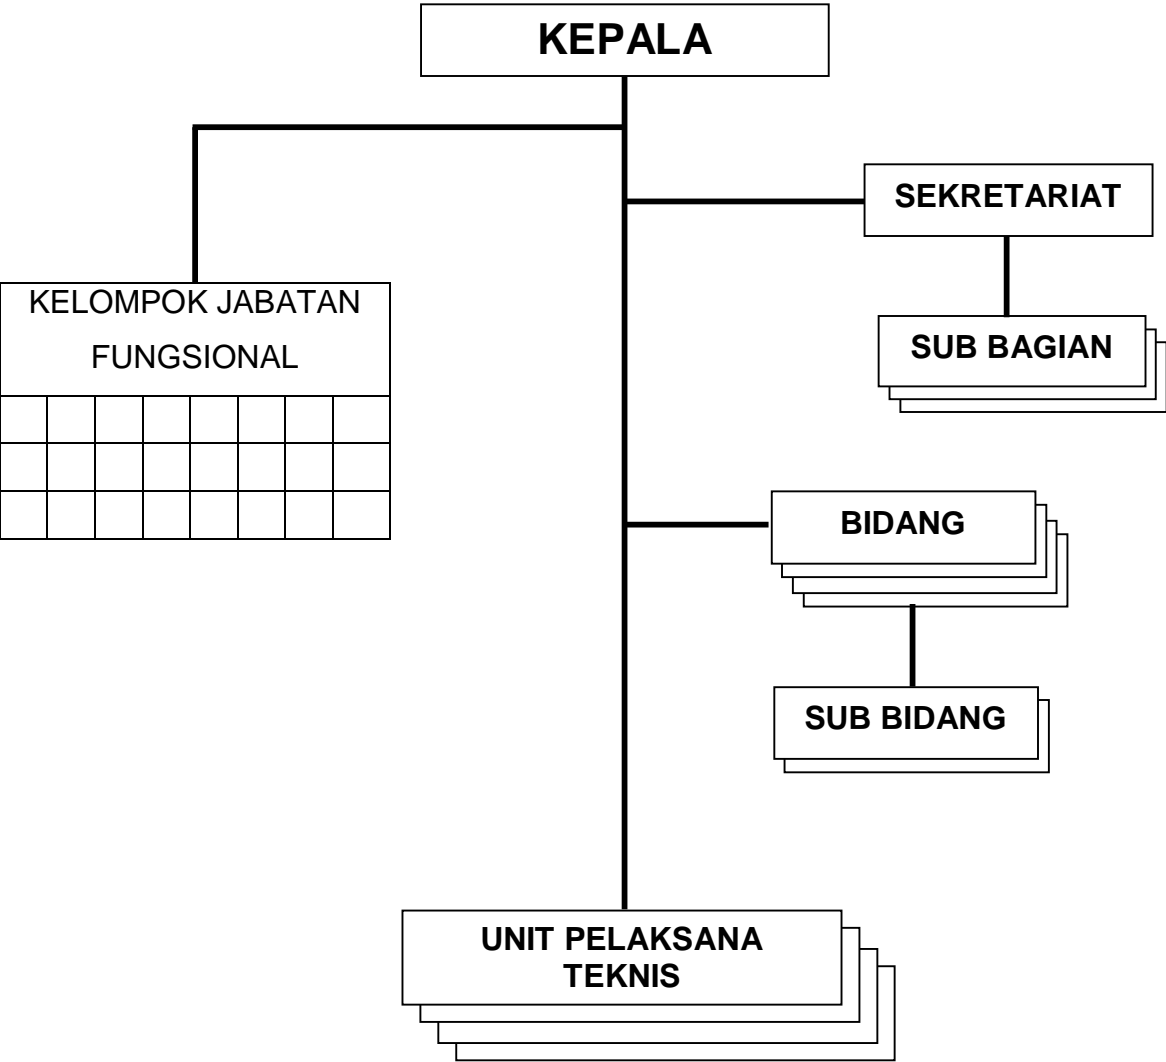 KEPALA
SEKRETARIAT
KELOMPOK JABATAN
FUNGSIONAL
SUB BAGIAN
BIDANG
SUB BIDANG
UNIT PELAKSANA
TEKNIS